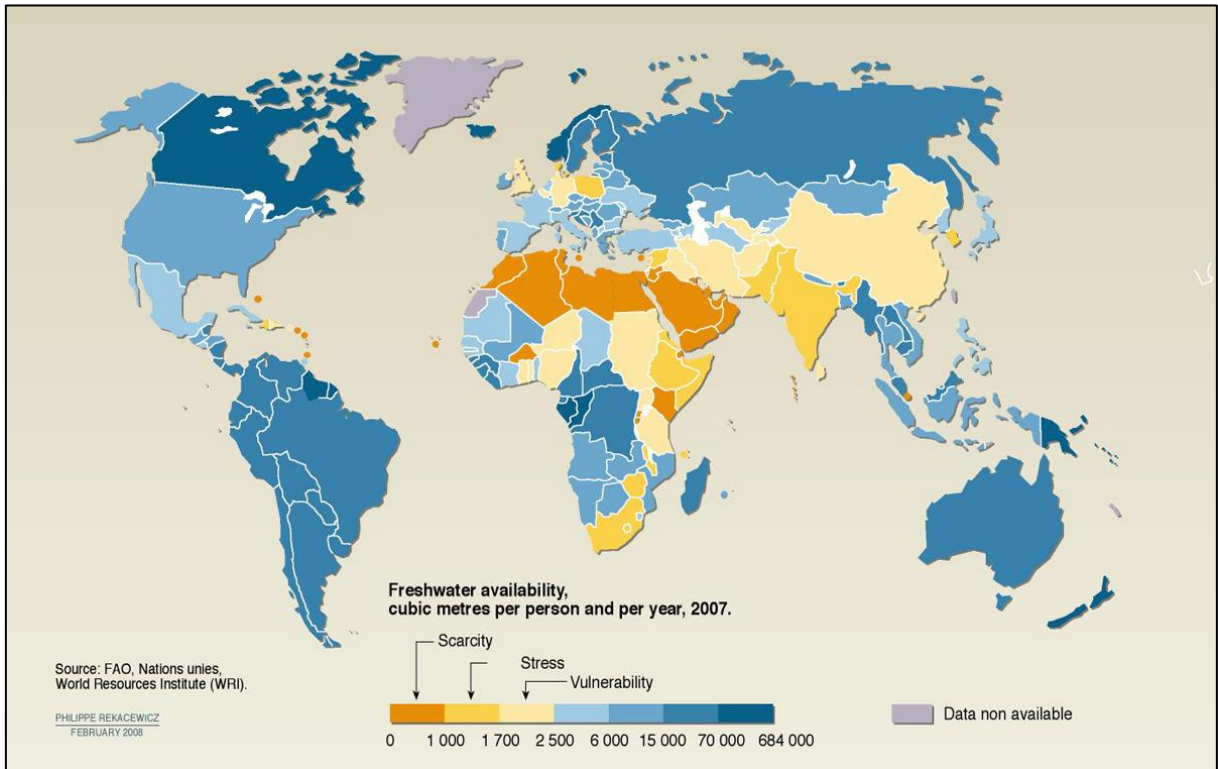 Freshwater availability,
cubic metres per person and per year, 2007.
Scarcity
Stress
Vulnerability
0 1 000 1 700 2 500 6 000 15 000 70 000 684 000
Data non available
Source: FAO, Nations unies,
World Resources Institute (WRI).
PHILIPPE REKACEWICZ
FEBRUARY 2008